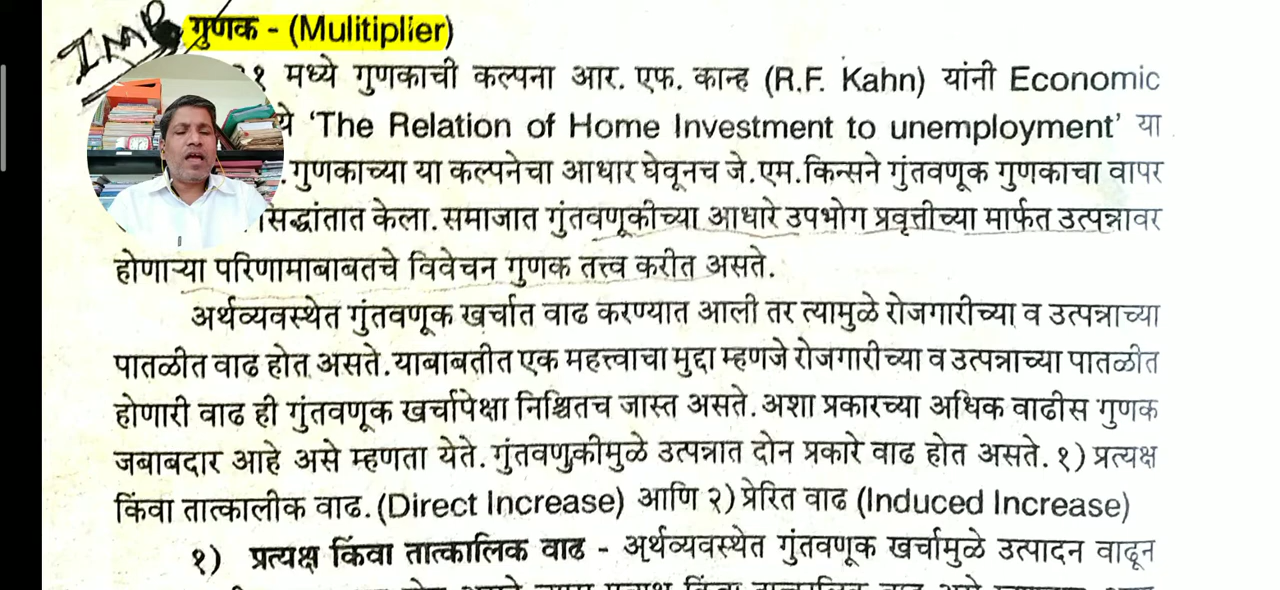 IMP गुणक - (Mulitiplier)
१ मध्ये गुणकाची कल्पना आर. एफ. कान्ह (R.F. Kahn) यांनी Economic
'The Relation of Home Investment to unemployment' या
. गुणकाच्या या कल्पनेचा आधार घेवूनच जे. एम. किन्सने गुंतवणूक गुणकाचा वापर
सिद्धांतात केला. समाजात गुंतवणूकीच्या आधारे उपभोग प्रवृत्तीच्या मार्फत उत्पन्नावर
होणाऱ्या परिणामाबाबतचे विवेचन गुणक तत्त्व करीत असते.
अर्थव्यवस्थेत गुंतवणूक खर्चात वाढ करण्यात आली तर त्यामुळे रोजगारीच्या व उत्पन्नाच्या
पातळीत वाढ होत असते. याबाबतीत एक महत्त्वाचा मुद्दा म्हणजे रोजगारीच्या व उत्पन्नाच्या पातळीत
होणारी वाढ ही गुंतवणूक खर्चापेक्षा निश्चितच जास्त असते. अशा प्रकारच्या अधिक वाढीस गुणक
जबाबदार आहे असे म्हणता येते. गुंतवणुकीमुळे उत्पन्नात दोन प्रकारे वाढ होत असते. १) प्रत्यक्ष
किंवा तात्कालीक वाढ. (Direct Increase) आणि २) प्रेरित वाढ (Induced Increase)
१) प्रत्यक्ष किंवा तात्कालिक वाढ - अर्थव्यवस्थेत गुंतवणूक खर्चामुळे उत्पादन वाढून